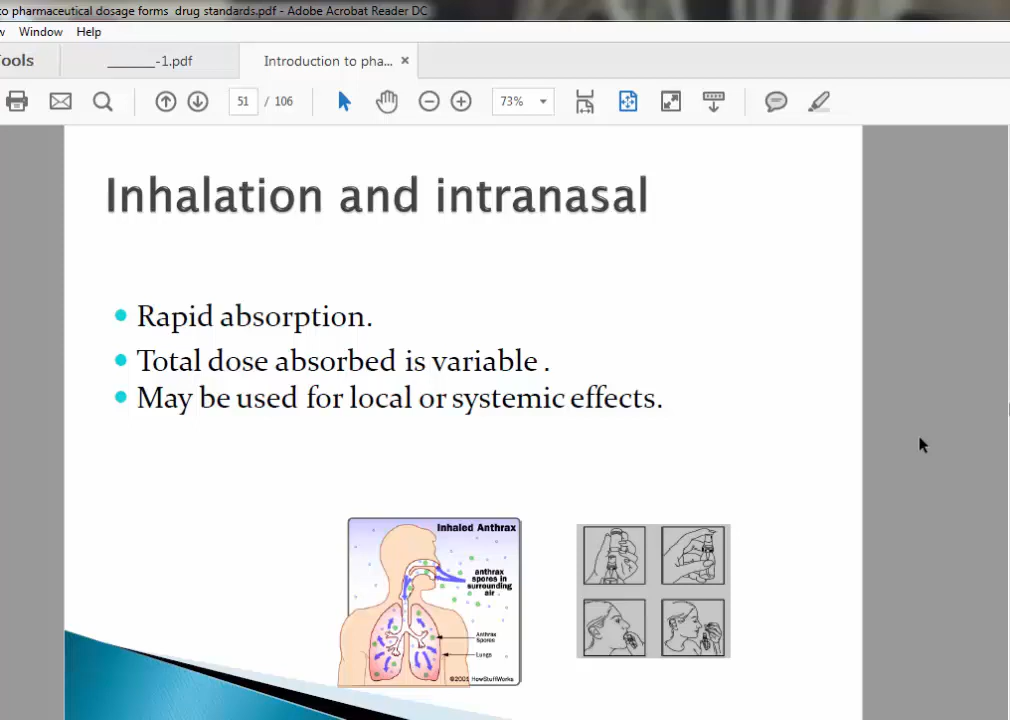 to pharmaceutical dosage forms drug standards.pdf - Adobe Acrobat Reader DC
Window Help
Tools
_______-1.pdf
Introduction to pha... ×
51 / 106
73%
Inhalation and intranasal
• Rapid absorption.
• Total dose absorbed is variable .
• May be used for local or systemic effects.
Inhaled Anthrax
anthrax
spores in
surrounding
air
Anthrax
Spores
Lungs
©2001 HowStuffWorks